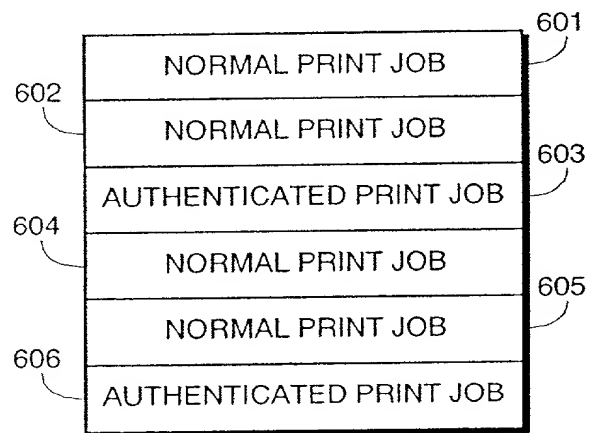 601
NORMAL PRINT JOB
602
NORMAL PRINT JOB
603
AUTHENTICATED PRINT JOB
604
NORMAL PRINT JOB
605
NORMAL PRINT JOB
606
AUTHENTICATED PRINT JOB